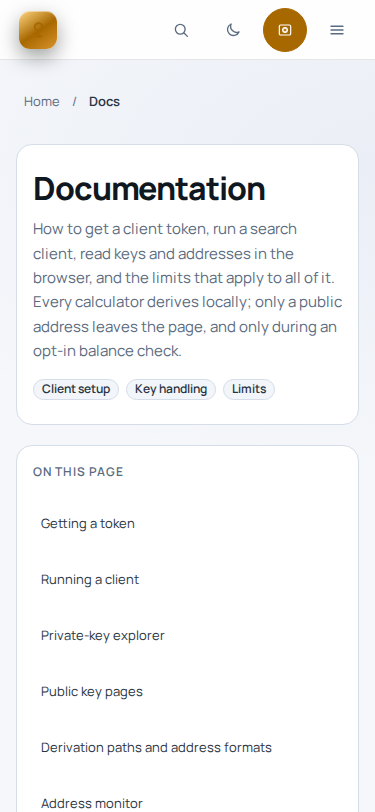 Home / Docs
Documentation
How to get a client token, run a search
client, read keys and addresses in the
browser, and the limits that apply to all of it.
Every calculator derives locally; only a public
address leaves the page, and only during an
opt-in balance check.
Client setup Key handling Limits
ON THIS PAGE
Getting a token
Running a client
Private-key explorer
Public key pages
Derivation paths and address formats
Address monitor